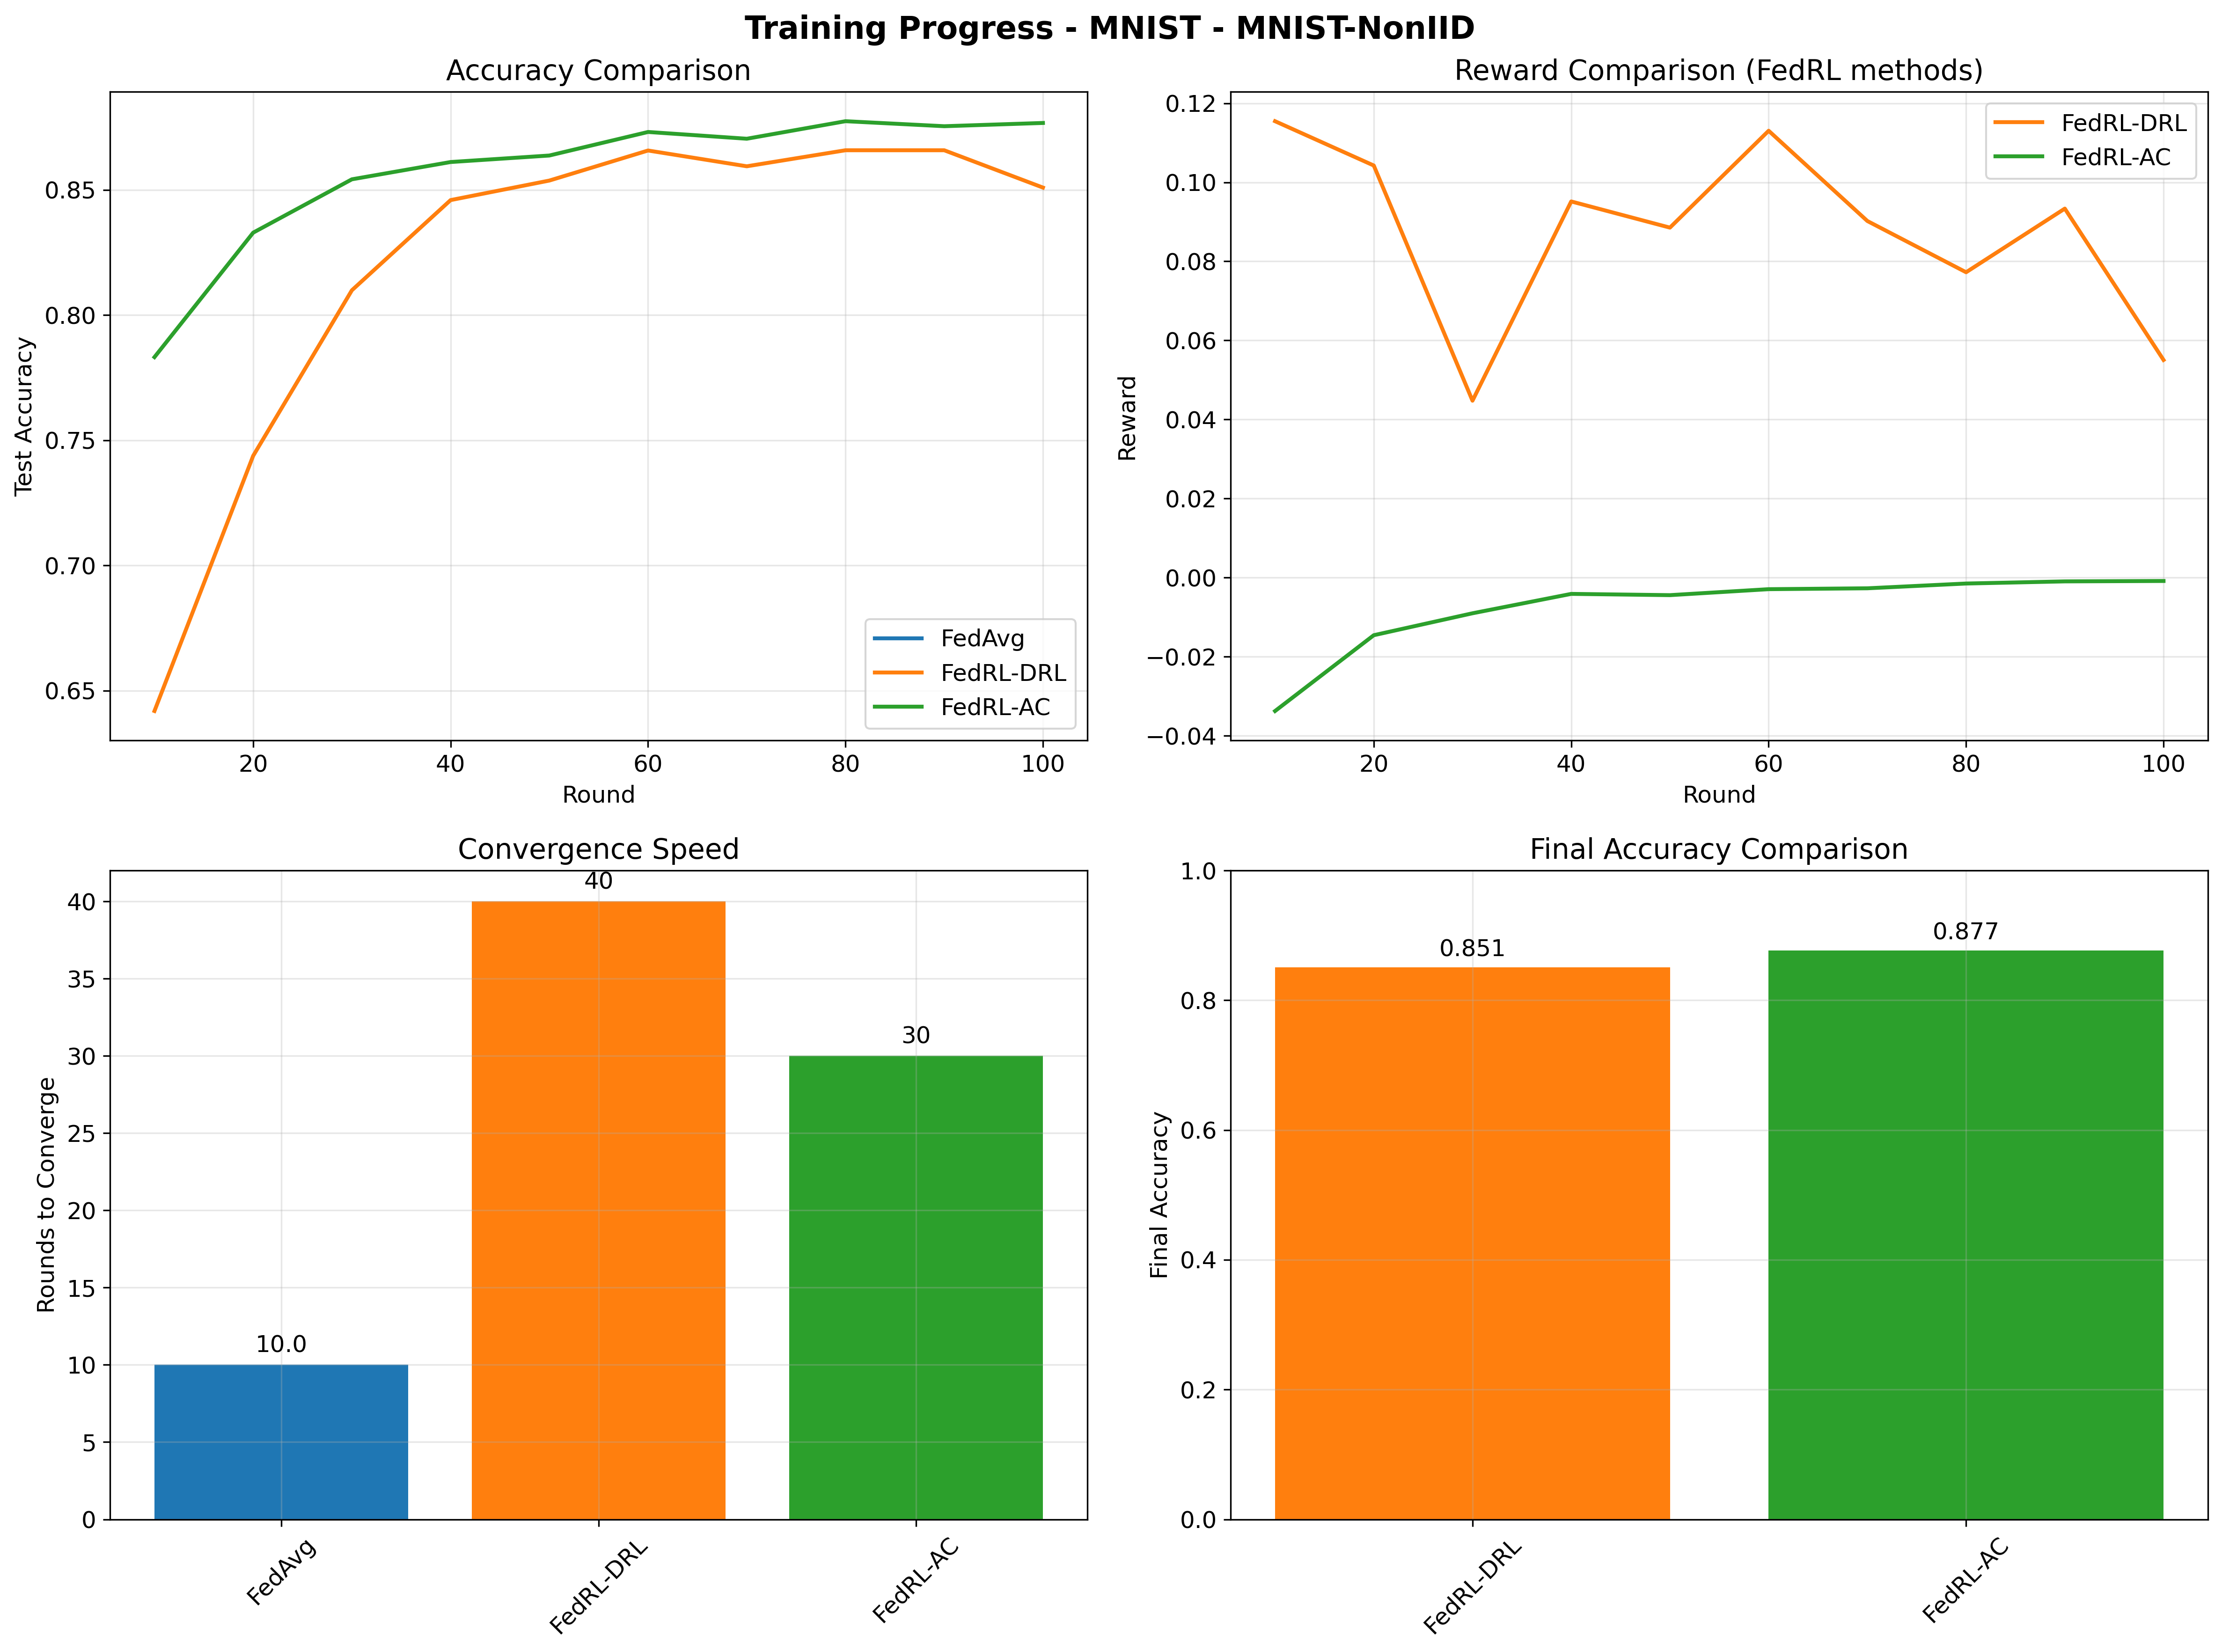 Training Progress - MNIST - MNIST-NonIID
Accuracy Comparison
Test Accuracy
0.85
0.80
0.75
0.70
0.65
FedAvg
FedRL-DRL
FedRL-AC
20 40 60 80 100
Round
Reward Comparison (FedRL methods)
Reward
0.12
0.10
0.08
0.06
0.04
0.02
0.00
−0.02
−0.04
FedRL-DRL
FedRL-AC
20 40 60 80 100
Round
Convergence Speed
Rounds to Converge
40
35
30
25
20
15
10
5
0
10.0
40
30
FedAvg
FedRL-DRL
FedRL-AC
Final Accuracy Comparison
Final Accuracy
1.0
0.8
0.6
0.4
0.2
0.0
0.851
0.877
FedRL-DRL
FedRL-AC